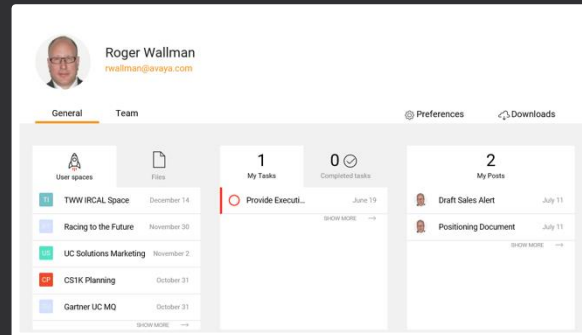 Roger Wallman
rwallman@avaya.com
General Team Preferences Downloads
User spaces Files
TI TWW IRCAL Space December 14
Racing to the Future November 30
US UC Solutions Marketing November 2
CP CS1K Planning October 31
Gartner UC MQ October 31
SHOW MORE →
1 0
My Tasks Completed tasks
Provide Executi... June 19
SHOW MORE →
2
My Posts
Draft Sales Alert July 11
Positioning Document July 11
SHOW MORE →